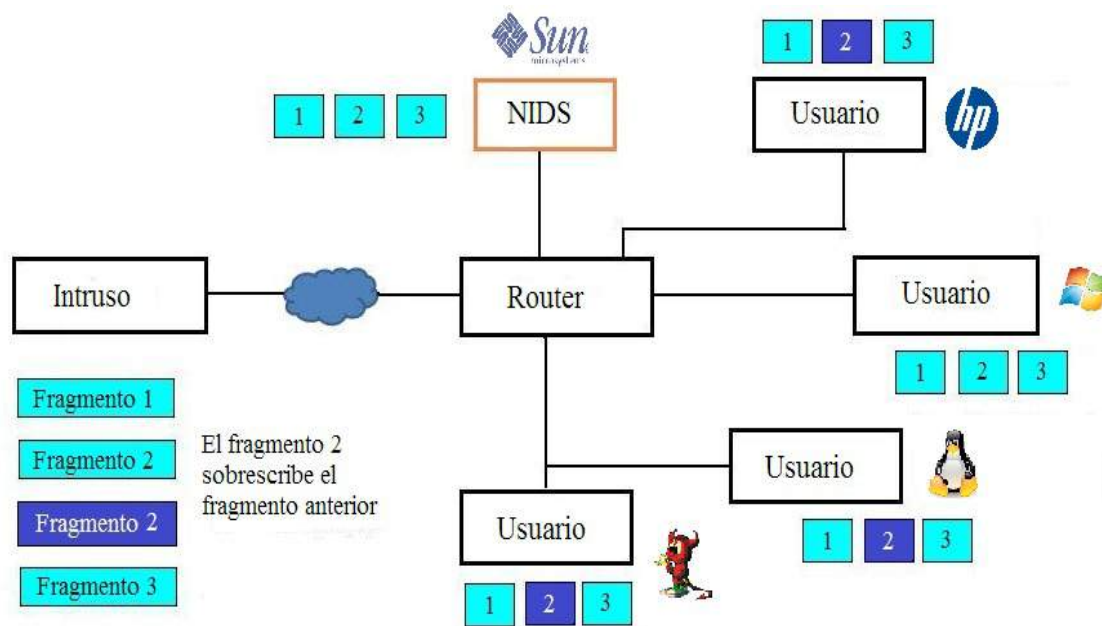 Sun
microsystems
1 2 3
NIDS
1 2 3
Usuario
hp
Intruso
Router
Usuario
1 2 3
Fragmento 1
Fragmento 2
Fragmento 2
Fragmento 3
El fragmento 2
sobrescribe el
fragmento anterior
Usuario
1 2 3
Usuario
1 2 3